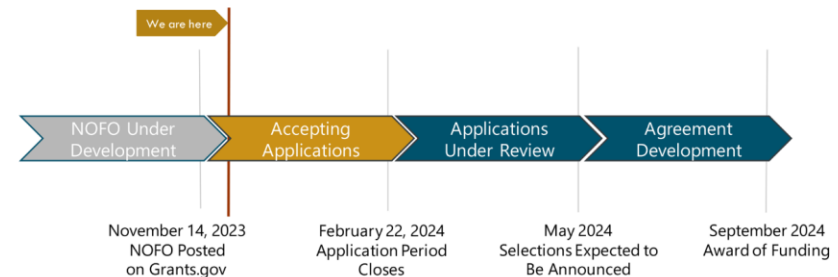 We are here
NOFO Under
Development
Accepting
Applications
Applications
Under Review
Agreement
Development
November 14, 2023
NOFO Posted
on Grants.gov
February 22, 2024
Application Period
Closes
May 2024
Selections Expected to
Be Announced
September 2024
Award of Funding